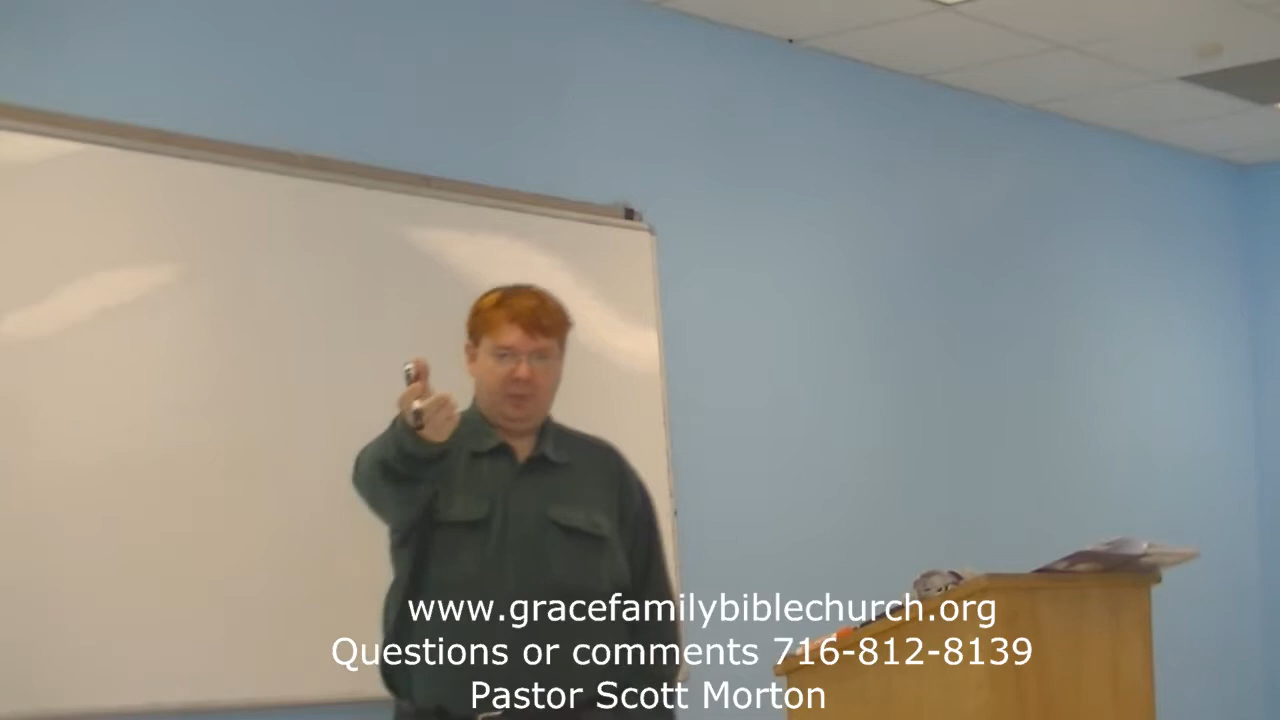 www.gracefamilybiblechurch.org
Questions or comments 716-812-8139
Pastor Scott Morton